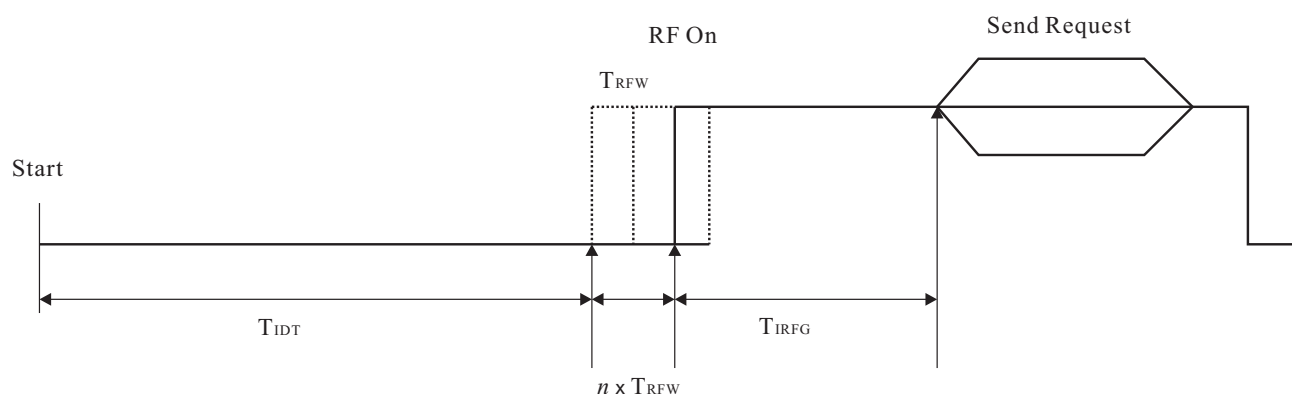 Send Request
RF On
TRFW
Start
TIDT
TIRFG
n x TRFW